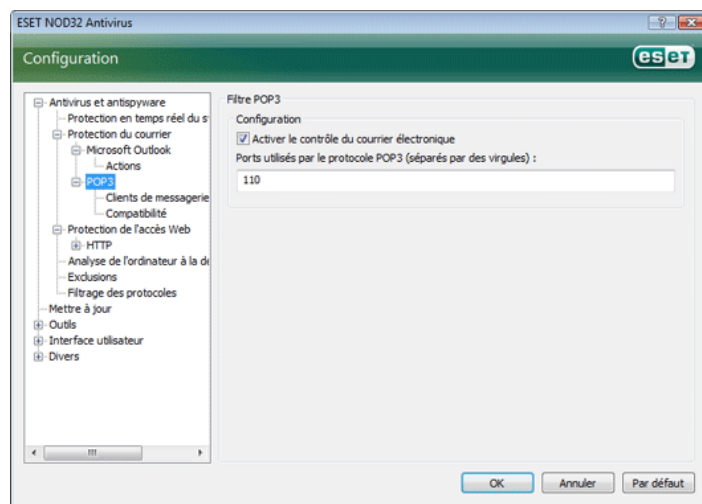 ESET NOD32 Antivirus
Configuration
eseT
Antivirus et antispyware
Protection en temps réel du s
Protection du courrier
Microsoft Outlook
Actions
POP3
Clients de messagerie
Compatibilité
Protection de l'accès Web
HTTP
Analyse de l'ordinateur à la de
Exclusions
Filtrage des protocoles
Mettre à jour
Outils
Interface utilisateur
Divers
Filtre POP3
Configuration
Activer le contrôle du courrier électronique
Ports utilisés par le protocole POP3 (séparés par des virgules) :
110
OK
Annuler
Par défaut